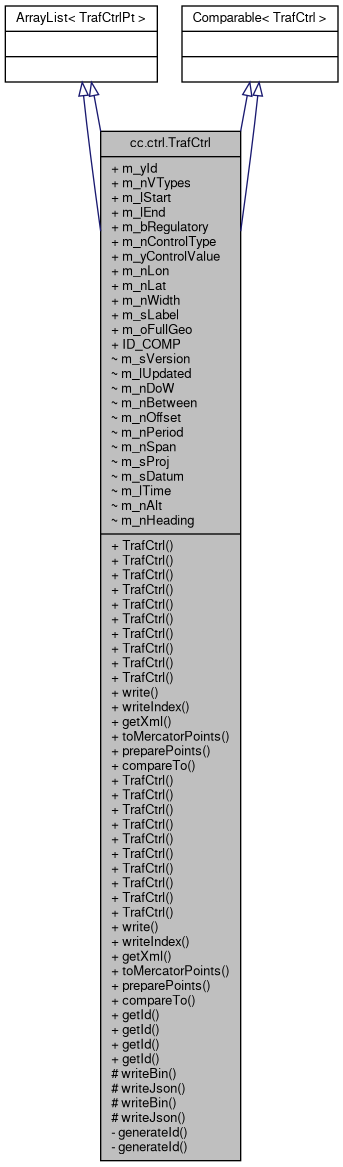 ArrayList< TrafCtrlPt >
Comparable< TrafCtrl >
cc.ctrl.TrafCtrl
+ m_yId
+ m_nVTypes
+ m_lStart
+ m_lEnd
+ m_bRegulatory
+ m_nControlType
+ m_yControlValue
+ m_nLon
+ m_nLat
+ m_nWidth
+ m_sLabel
+ m_oFullGeo
+ ID_COMP
~ m_sVersion
~ m_lUpdated
~ m_nDoW
~ m_nBetween
~ m_nOffset
~ m_nPeriod
~ m_nSpan
~ m_sProj
~ m_sDatum
~ m_lTime
~ m_nAlt
~ m_nHeading
+ TrafCtrl()
+ TrafCtrl()
+ TrafCtrl()
+ TrafCtrl()
+ TrafCtrl()
+ TrafCtrl()
+ TrafCtrl()
+ TrafCtrl()
+ TrafCtrl()
+ TrafCtrl()
+ write()
+ writeIndex()
+ getXml()
+ toMercatorPoints()
+ preparePoints()
+ compareTo()
+ TrafCtrl()
+ TrafCtrl()
+ TrafCtrl()
+ TrafCtrl()
+ TrafCtrl()
+ TrafCtrl()
+ TrafCtrl()
+ TrafCtrl()
+ TrafCtrl()
+ TrafCtrl()
+ write()
+ writeIndex()
+ getXml()
+ toMercatorPoints()
+ preparePoints()
+ compareTo()
+ getId()
+ getId()
+ getId()
+ getId()
# writeBin()
# writeJson()
# writeBin()
# writeJson()
- generateId()
- generateId()